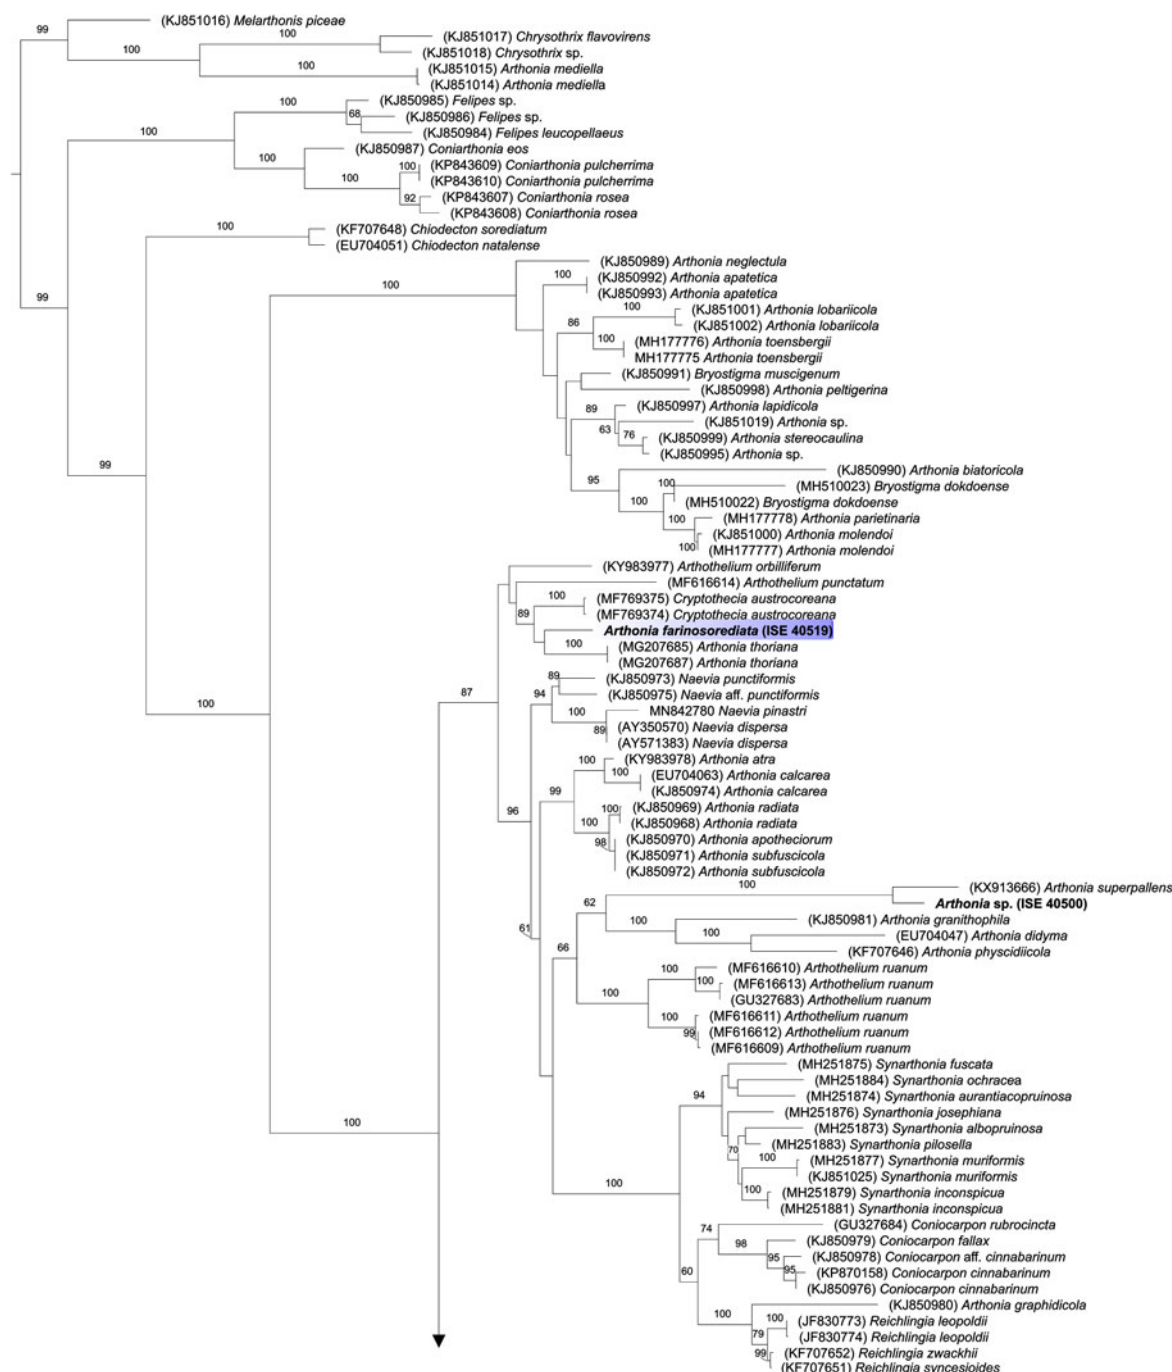 99
(KJ851016) Melarthonis piceae
100
(KJ851017) Chrysothrix flavovirens
(KJ851018) Chrysothrix sp.
100
100
(KJ851015) Arthonia mediella
(KJ851014) Arthonia mediella
100
(KJ850985) Felipes sp.
68
(KJ850986) Felipes sp.
100
(KJ850984) Felipes leucopellaeus
(KJ850987) Coniarthonia eos
100
100
(KP843609) Coniarthonia pulcherrima
100
(KP843610) Coniarthonia pulcherrima
92
(KP843607) Coniarthonia rosea
(KP843608) Coniarthonia rosea
100
(KF707648) Chiodecton sorediatum
(EU704051) Chiodecton natalense
(KJ850989) Arthonia neglectula
100
(KJ850992) Arthonia apatetica
99
100
(KJ850993) Arthonia apatetica
100
(KJ851001) Arthonia lobariicola
86
(KJ851002) Arthonia lobariicola
100
(MH177776) Arthonia toensbergii
MH177775 Arthonia toensbergii
(KJ850991) Bryostigma muscigenum
(KJ850998) Arthonia peltigerina
89
(KJ850997) Arthonia lapidicola
63
(KJ851019) Arthonia sp.
76
(KJ850999) Arthonia stereocaulina
(KJ850995) Arthonia sp.
99
95
(KJ850990) Arthonia biatoricola
100
(MH510023) Bryostigma dokdoense
100
(MH510022) Bryostigma dokdoense
100
(MH177778) Arthonia parietinaria
(KJ851000) Arthonia molendoi
100
(MH177777) Arthonia molendoi
(KY983977) Arthothelium orbilliferum
(MF616614) Arthothelium punctatum
100
(MF769375) Cryptothecia austrocoreana
89
(MF769374) Cryptothecia austrocoreana
Arthonia farinosorediata (ISE 40519)
100
(MG207685) Arthonia thoriana
(MG207687) Arthonia thoriana
87
89
(KJ850973) Naevia punctiformis
94
(KJ850975) Naevia aff. punctiformis
100
100
MN842780 Naevia pinastri
89
(AY350570) Naevia dispersa
(AY571383) Naevia dispersa
100
(KY983978) Arthonia atra
100
(EU704063) Arthonia calcarea
99
(KJ850974) Arthonia calcarea
96
100
(KJ850969) Arthonia radiata
100
(KJ850968) Arthonia radiata
98
(KJ850970) Arthonia apotheciorum
(KJ850971) Arthonia subfuscicola
(KJ850972) Arthonia subfuscicola
100
(KX913666) Arthonia superpallens
62
Arthonia sp. (ISE 40500)
100
(KJ850981) Arthonia granithophila
61
100
(EU704047) Arthonia didyma
66
(KF707646) Arthonia physcidiicola
100
(MF616610) Arthothelium ruanum
100
(MF616613) Arthothelium ruanum
100
(GU327683) Arthothelium ruanum
100
(MF616611) Arthothelium ruanum
99
(MF616612) Arthothelium ruanum
(MF616609) Arthothelium ruanum
(MH251875) Synarthonia fuscata
(MH251884) Synarthonia ochracea
94
(MH251874) Synarthonia aurantiacopruinosa
(MH251876) Synarthonia josephiana
100
(MH251873) Synarthonia albopruinosa
70
(MH251883) Synarthonia pilosella
100
(MH251877) Synarthonia muriformis
(KJ851025) Synarthonia muriformis
100
100
(MH251879) Synarthonia inconspicua
(MH251881) Synarthonia inconspicua
74
(GU327684) Coniocarpon rubrocincta
98
(KJ850979) Coniocarpon fallax
95
(KJ850978) Coniocarpon aff. cinnabarinum
60
95
(KP870158) Coniocarpon cinnabarinum
(KJ850976) Coniocarpon cinnabarinum
100
(KJ850980) Arthonia graphidicola
100
(JF830773) Reichlingia leopoldii
79
(JF830774) Reichlingia leopoldii
99
(KF707652) Reichlingia zwackhii
(KF707651) Reichlingia syncesioides